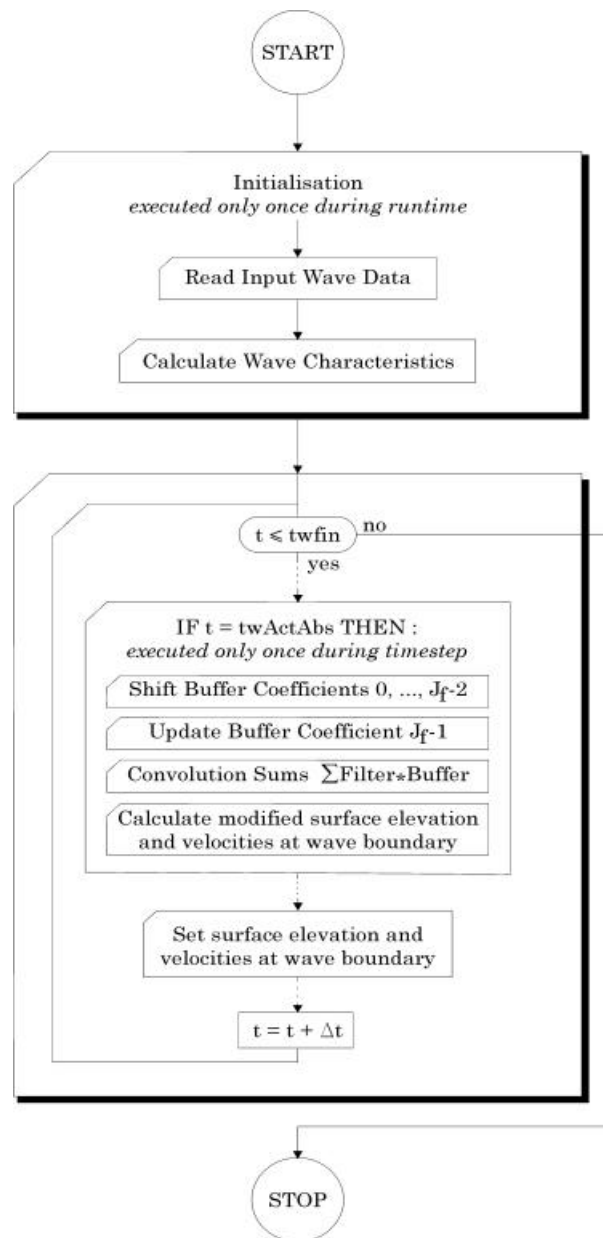 START
Initialisation
executed only once during runtime
Read Input Wave Data
Calculate Wave Characteristics
t ⩽ twfin
no
yes
IF t = twActAbs THEN :
executed only once during timestep
Shift Buffer Coefficients 0, ..., Jf-2
Update Buffer Coefficient Jf-1
Convolution Sums ∑Filter*Buffer
Calculate modified surface elevation
and velocities at wave boundary
Set surface elevation and
velocities at wave boundary
t = t + Δt
STOP